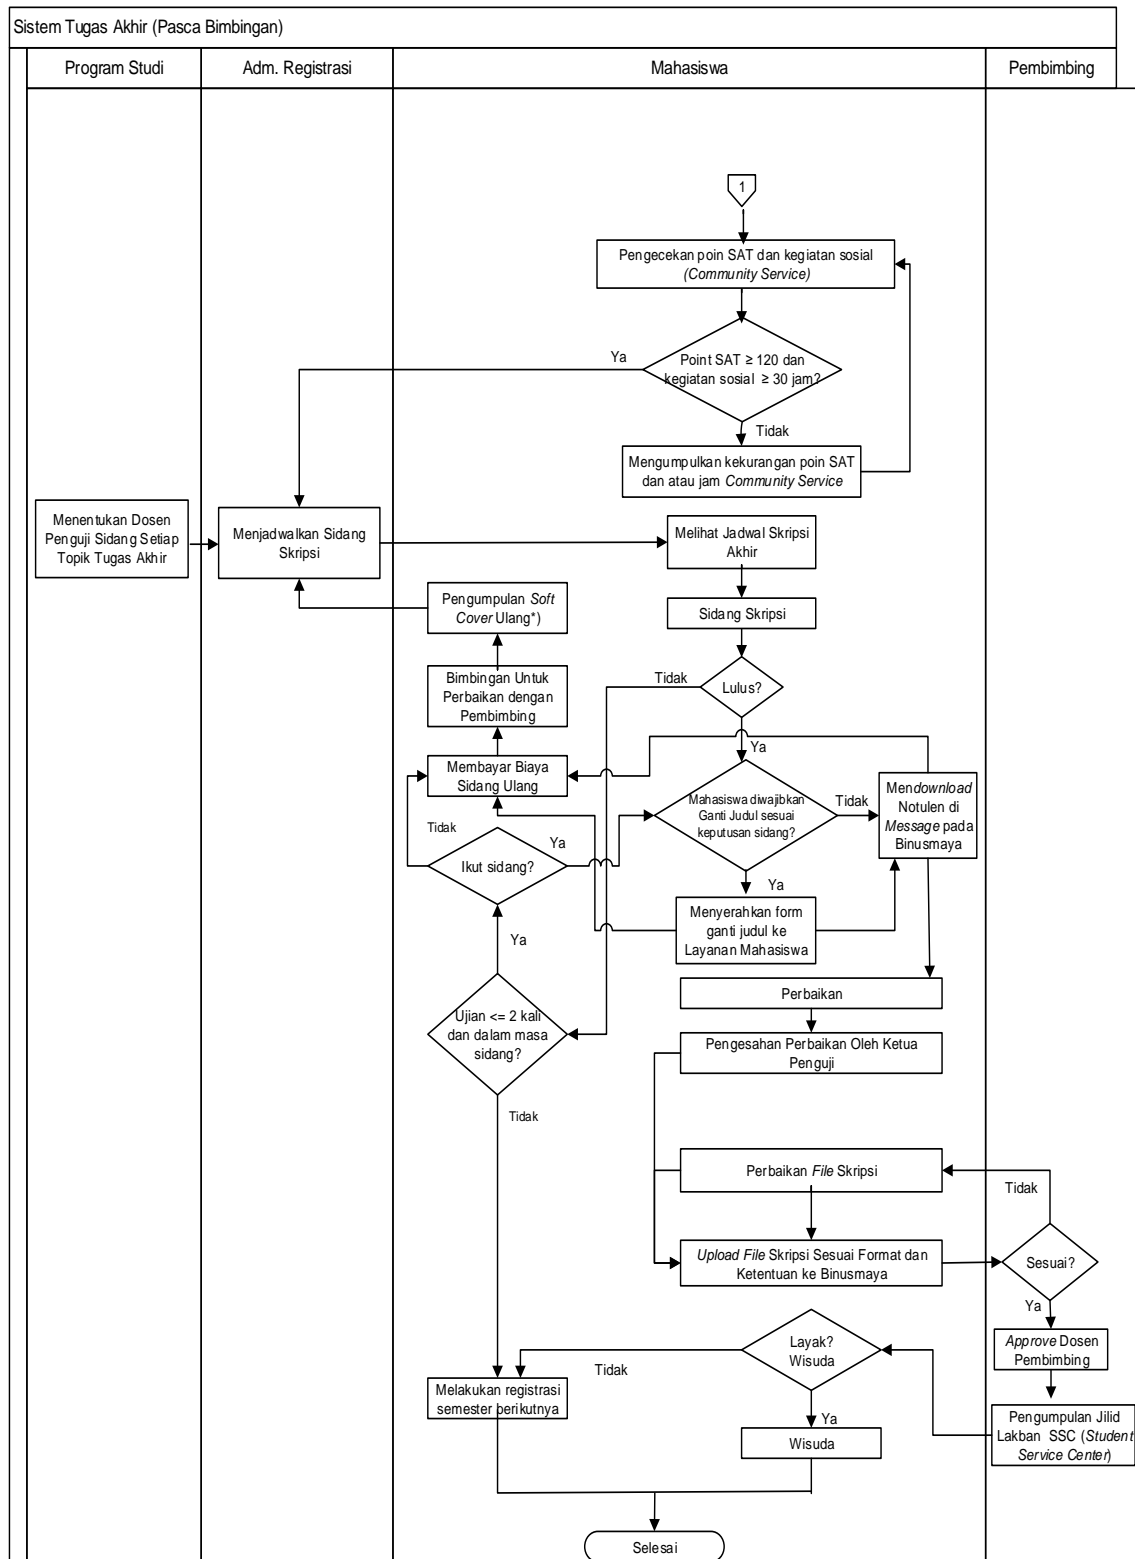 Sistem Tugas Akhir (Pasca Bimbingan)
Program Studi
Adm. Registrasi
Mahasiswa
Pembimbing
1
Pengecekan poin SAT dan kegiatan sosial
(Community Service)
Point SAT ≥ 120 dan
kegiatan sosial ≥ 30 jam?
Ya
Tidak
Mengumpulkan kekurangan poin SAT
dan atau jam Community Service
Menentukan Dosen
Penguji Sidang Setiap
Topik Tugas Akhir
Menjadwalkan Sidang
Skripsi
Melihat Jadwal Skripsi
Akhir
Pengumpulan Soft
Cover Ulang*)
Sidang Skripsi
Bimbingan Untuk
Perbaikan dengan
Pembimbing
Tidak
Lulus?
Ya
Membayar Biaya
Sidang Ulang
Mahasiswa diwajibkan
Ganti Judul sesuai
keputusan sidang?
Tidak
Mendownload
Notulen di
Message pada
Binusmaya
Tidak
Ikut sidang?
Ya
Ya
Menyerahkan form
ganti judul ke
Layanan Mahasiswa
Ya
Perbaikan
Ujian <= 2 kali
dan dalam masa
sidang?
Pengesahan Perbaikan Oleh Ketua
Penguji
Tidak
Perbaikan File Skripsi
Tidak
Upload File Skripsi Sesuai Format dan
Ketentuan ke Binusmaya
Sesuai?
Ya
Approve Dosen
Pembimbing
Layak?
Wisuda
Tidak
Melakukan registrasi
semester berikutnya
Ya
Wisuda
Pengumpulan Jilid
Lakban SSC (Student
Service Center)
Selesai